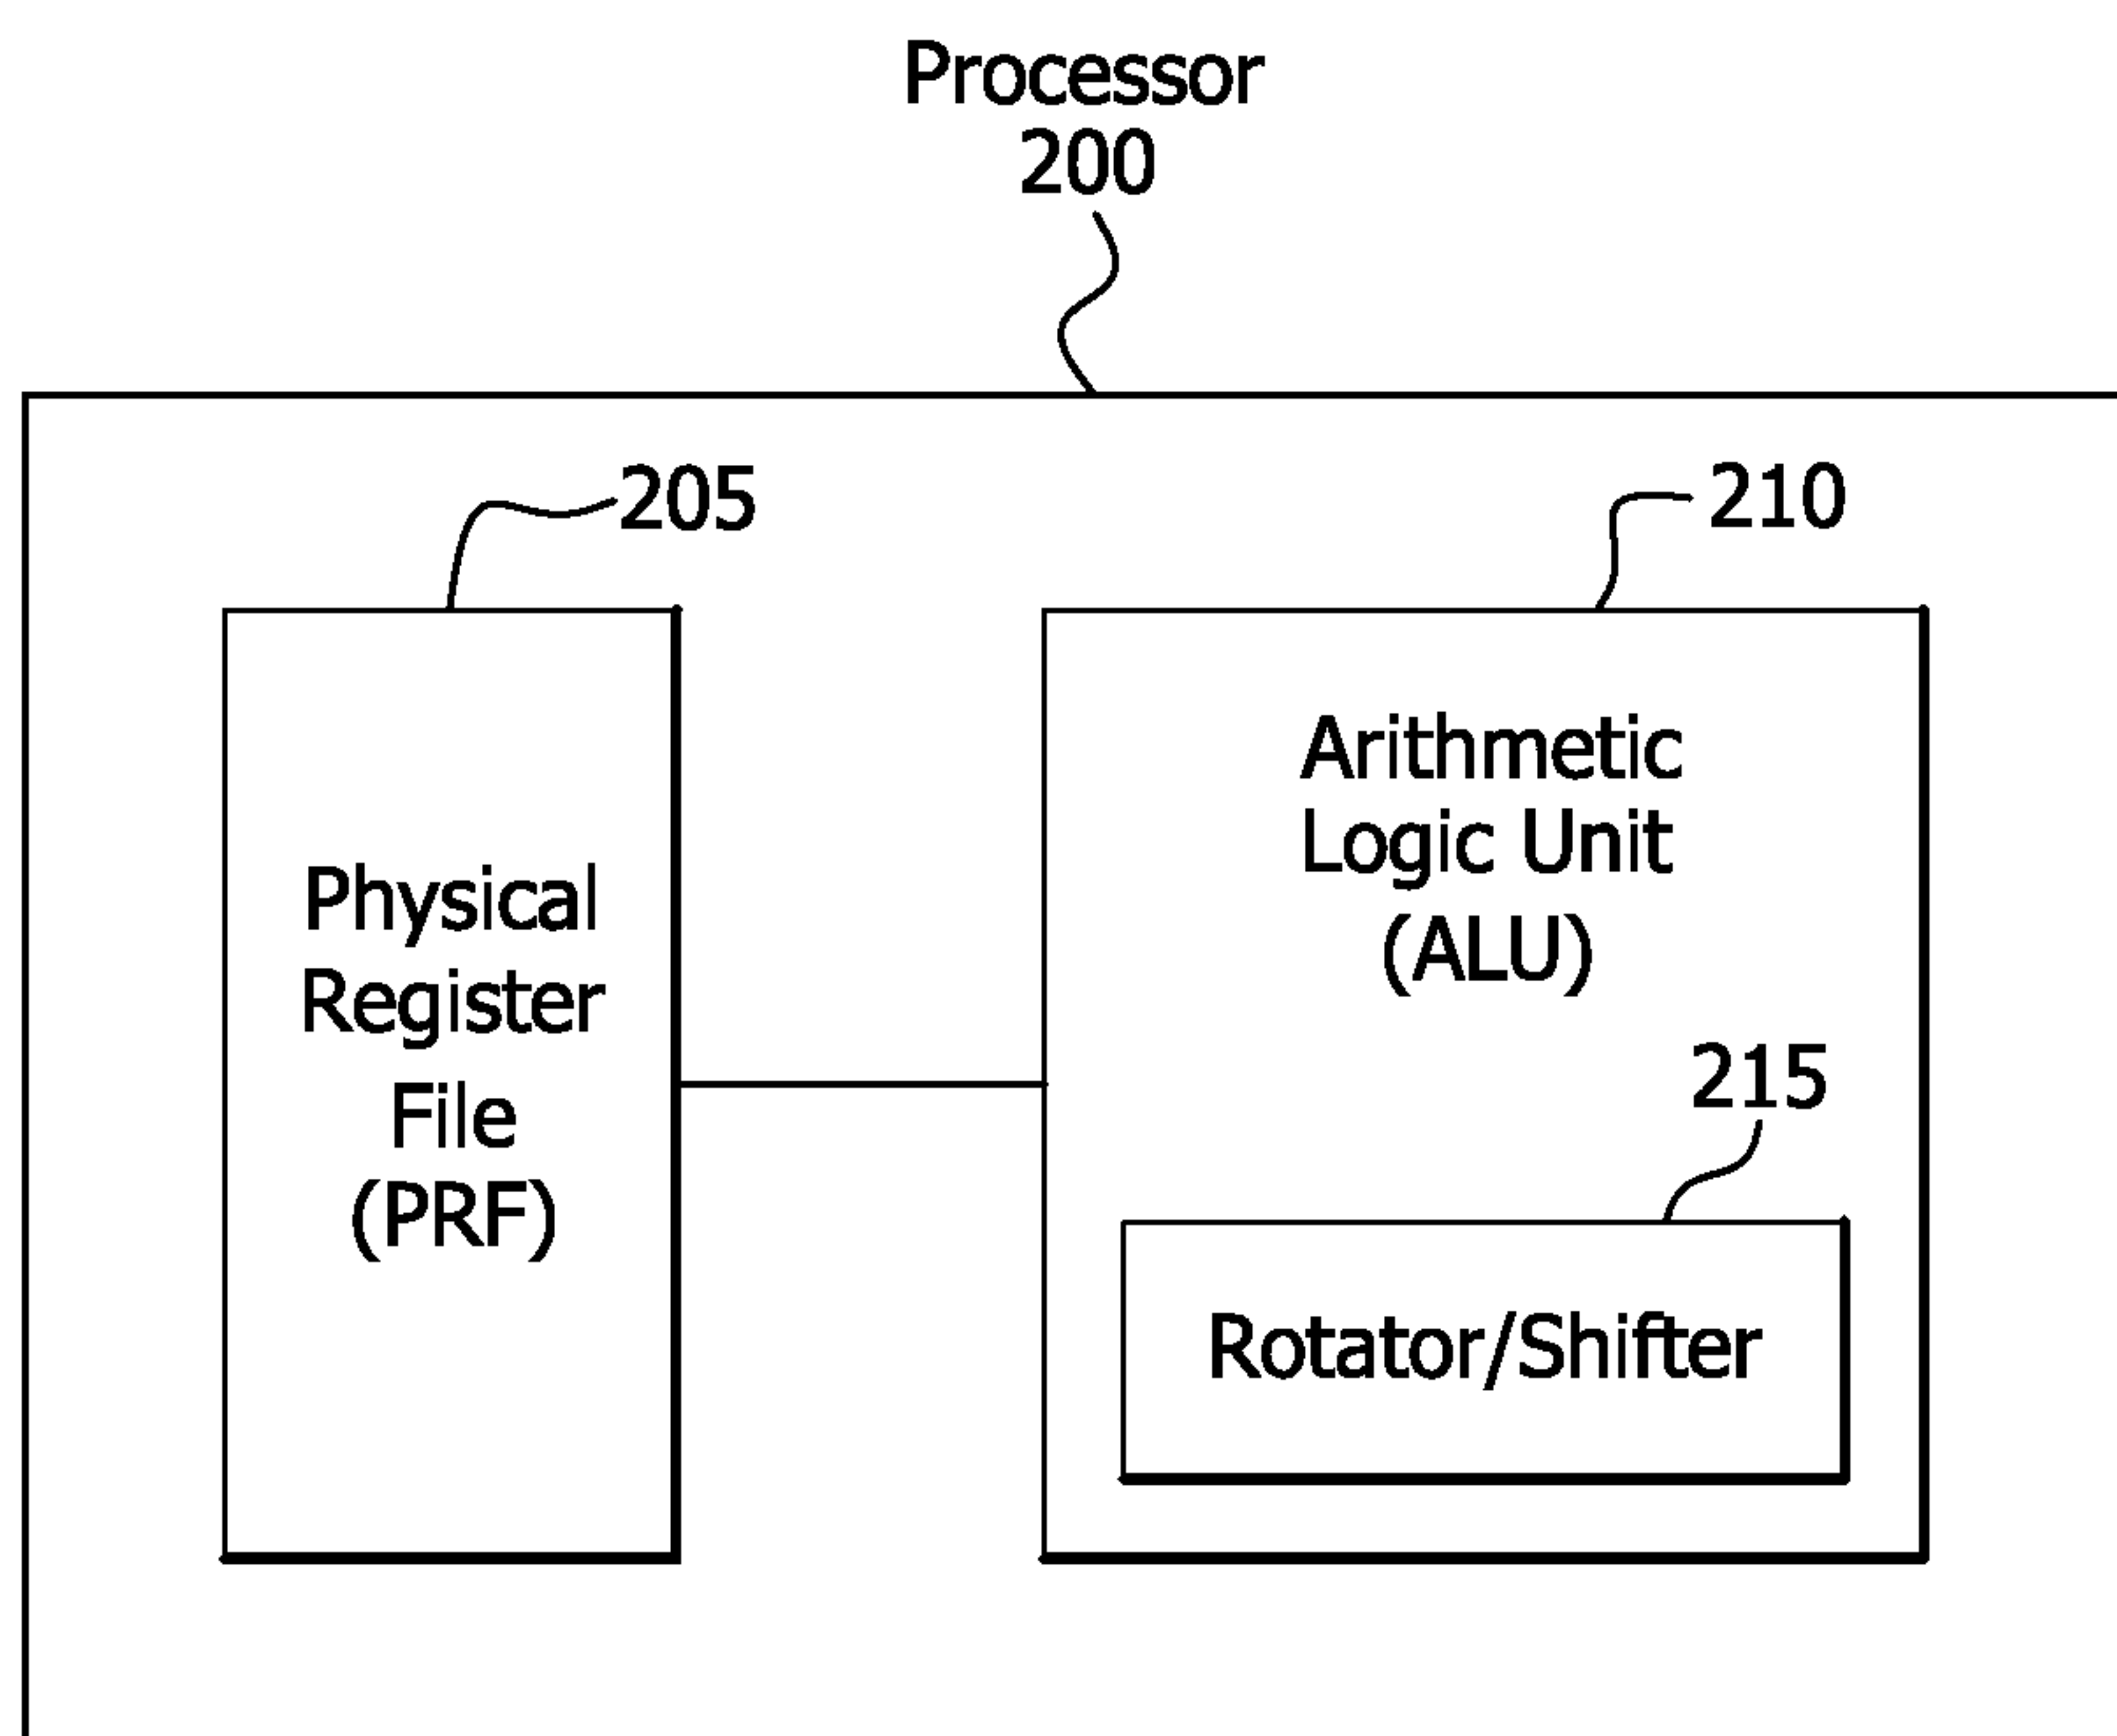 Processor
200
205
210
Physical
Register
File
(PRF)
Arithmetic
Logic Unit
(ALU)
215
Rotator/Shifter